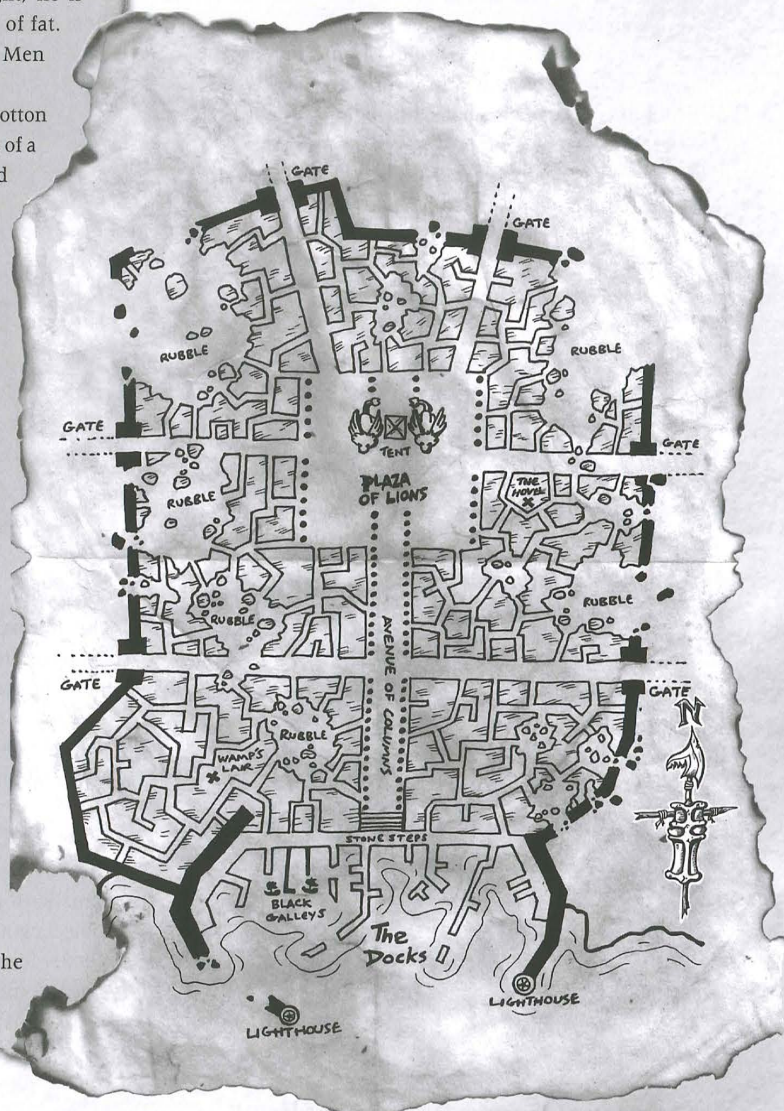 of fat.
Men
otton
of a
GATE
GATE
RUBBLE
RUBBLE
GATE
GATE
TENT
PLAZA
OF LIONS
THE
HOVEL
RUBBLE
RUBBLE
RUBBLE
AVENUE OF COLUMNS
GATE
GATE
N
RUBBLE
WAMP'S
LAIR
STONE STEPS
BLACK
GALLEYS
The
Docks
he
LIGHTHOUSE
LIGHTHOUSE